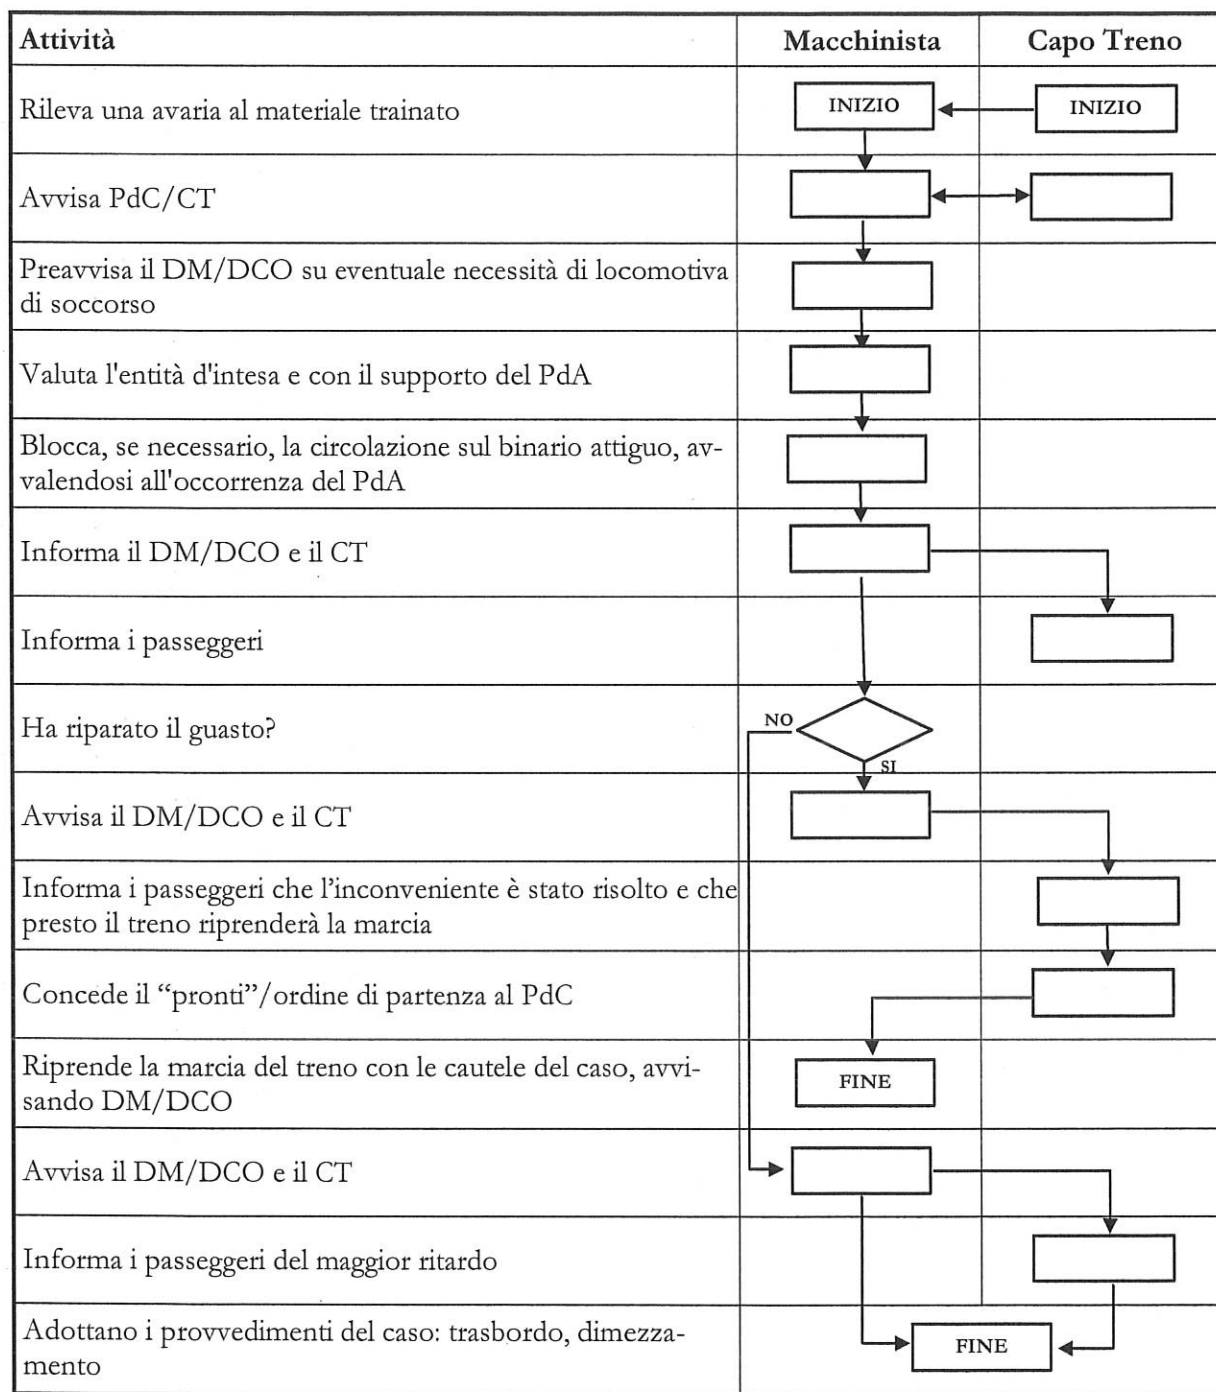 Attività Macchinista Capo Treno
Rileva una avaria al materiale trainato INIZIO INIZIO
Avvisa PdC/CT
Preavvisa il DM/DCO su eventuale necessità di locomotiva
di soccorso
Valuta l'entità d'intesa e con il supporto del PdA
Blocca, se necessario, la circolazione sul binario attiguo, av-
valendosi all'occorrenza del PdA
Informa il DM/DCO e il CT
Informa i passeggeri
Ha riparato il guasto? NO
SI
Avvisa il DM/DCO e il CT
Informa i passeggeri che l'inconveniente è stato risolto e che
presto il treno riprenderà la marcia
Concede il “pronti”/ordine di partenza al PdC
Riprende la marcia del treno con le cautele del caso, avvi-
sando DM/DCO
FINE
Avvisa il DM/DCO e il CT
Informa i passeggeri del maggior ritardo
Adottano i provvedimenti del caso: trasbordo, dimezza-
mento
FINE